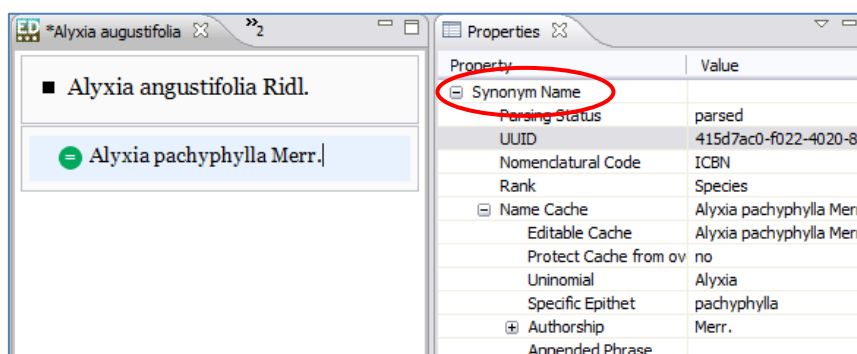 *Alyxia augustifolia »2
Alyxia angustifolia Ridl.
= Alyxia pachyphylla Merr.
Properties
Property Value
Synonym Name
Parsing Status parsed
UUID 415d7ac0-f022-4020-8
Nomenclatural Code ICBN
Rank Species
Name Cache Alyxia pachyphylla Mer
Editable Cache Alyxia pachyphylla Mer
Protect Cache from ov no
Uninomial Alyxia
Specific Epithet pachyphylla
Authorship Merr.
Appended Phrase